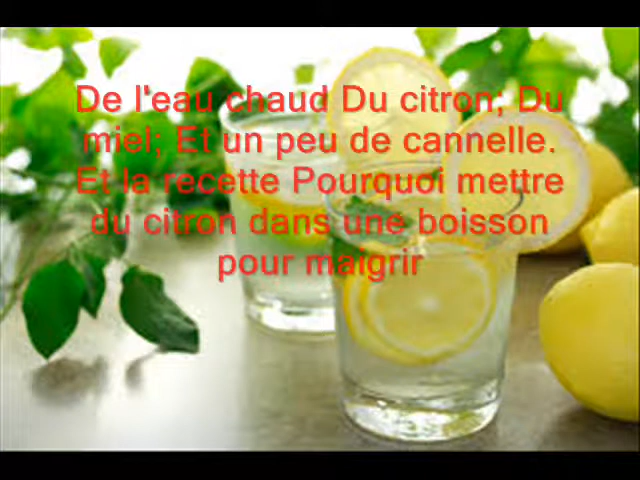 De l'eau chaud Du citron; Du
miel; Et un peu de cannelle.
Et la recette Pourquoi mettre
du citron dans une boisson
pour maigrir